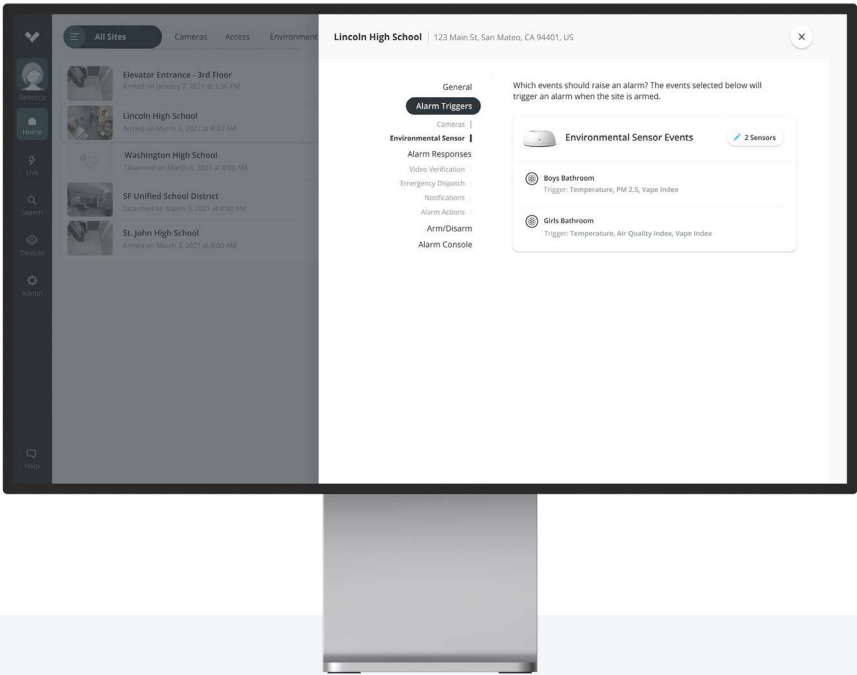 All Sites
Cameras
Access
Environment
Rebecca
Home
Live
Search
Devices
Admin
Help
Elevator Entrance - 3rd Floor
Armed on January 7, 2021 at 1:56 PM
Lincoln High School
Armed on March 3, 2021 at 8:03 AM
Washington High School
Disarmed on March 3, 2021 at 8:00 AM
SF Unified School District
Disarmed on March 3, 2021 at 8:00 AM
St. John High School
Armed on March 3, 2021 at 8:00 AM
Lincoln High School
123 Main St, San Mateo, CA 94401, US
General
Alarm Triggers
Cameras
Environmental Sensor
Alarm Responses
Video Verification
Emergency Dispatch
Notifications
Alarm Actions
Arm/Disarm
Alarm Console
Which events should raise an alarm? The events selected below will
trigger an alarm when the site is armed.
Environmental Sensor Events
2 Sensors
Boys Bathroom
Trigger: Temperature, PM 2.5, Vape Index
Girls Bathroom
Trigger: Temperature, Air Quality Index, Vape Index